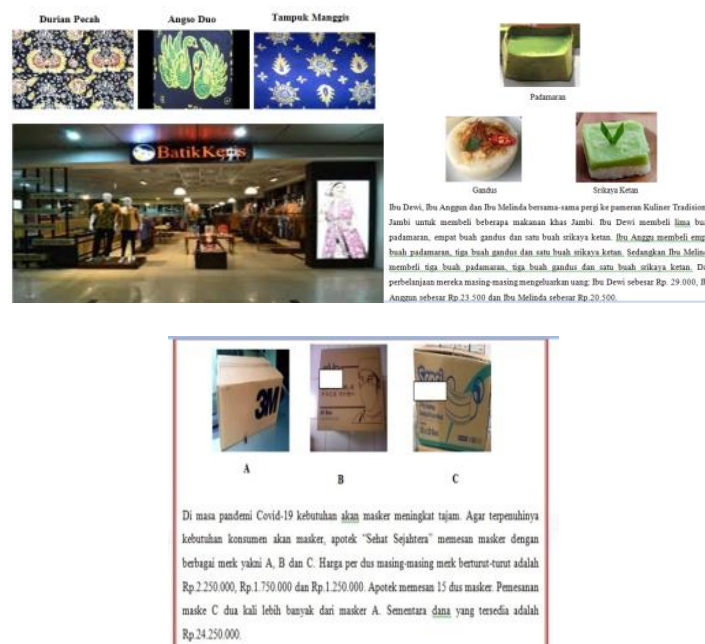 Durian Pecah
Angso Duo
Tampuk Manggis
BatikKeris
Padamaran
Gandus
Srikaya Ketan
Ibu Dewi, Ibu Anggun dan Ibu Melinda bersama-sama pergi ke pameran Kuliner Tradision
Jambi untuk membeli beberapa makanan khas Jambi. Ibu Dewi membeli lima bua
padamaran, empat buah gandus dan satu buah srikaya ketan. Ibu Anggu membeli emp
buah padamaran, tiga buah gandus dan satu buah srikaya ketan. Sedangkan Ibu Melind
membeli tiga buah padamaran, tiga buah gandus dan satu buah srikaya ketan. Da
perbelanjaan mereka masing-masing mengeluarkan uang: Ibu Dewi sebesar Rp. 29.000, Ib
Anggun sebesar Rp.23.500 dan Ibu Melinda sebesar Rp.20.500.
3M
FACE MASK
Sensi
A
B
C
Di masa pandemi Covid-19 kebutuhan akan masker meningkat tajam. Agar terpenuhinya
kebutuhan konsumen akan masker, apotek “Sehat Sejahtera” memesan masker dengan
berbagai merk yakni A, B dan C. Harga per dus masing-masing merk berturut-turut adalah
Rp.2.250.000, Rp.1.750.000 dan Rp.1.250.000. Apotek memesan 15 dus masker. Pemesanan
maske C dua kali lebih banyak dari masker A. Sementara dana yang tersedia adalah
Rp.24.250.000.